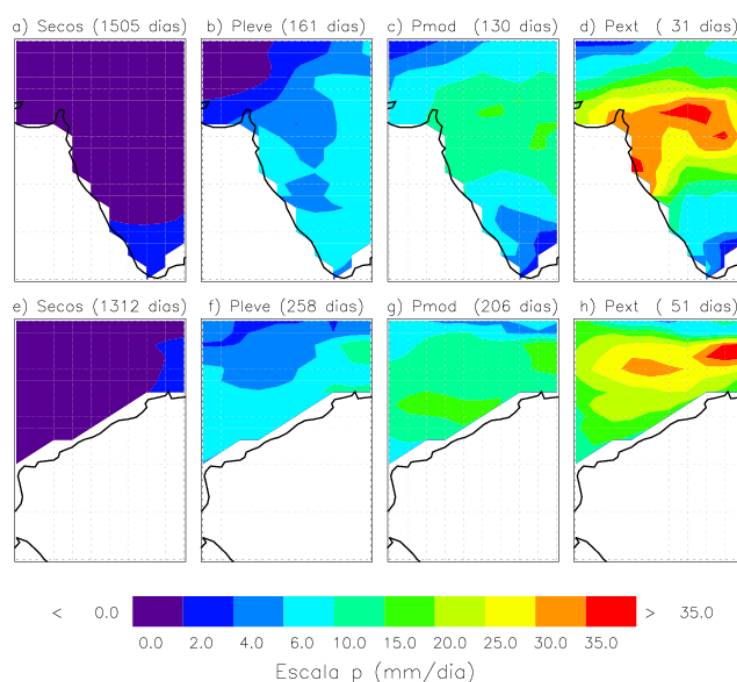 a) Secos (1505 dias) b) Pleve (161 dias) c) Pmod (130 dias) d) Pext ( 31 dias)
e) Secos (1312 dias) f) Pleve (258 dias) g) Pmod (206 dias) h) Pext ( 51 dias)
< 0.0 > 35.0
0.0 2.0 4.0 6.0 10.0 15.0 20.0 25.0 30.0 35.0
Escala p (mm/dia)